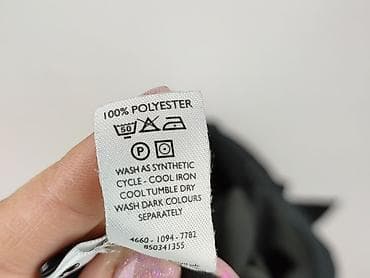 100% POLYESTER
50
P
WASH AS SYNTHETIC
CYCLE - COOL IRON
COOL TUMBLE DRY
WASH DARK COLOURS
SEPARATELY
4660 - 1094 - 7782
850341355